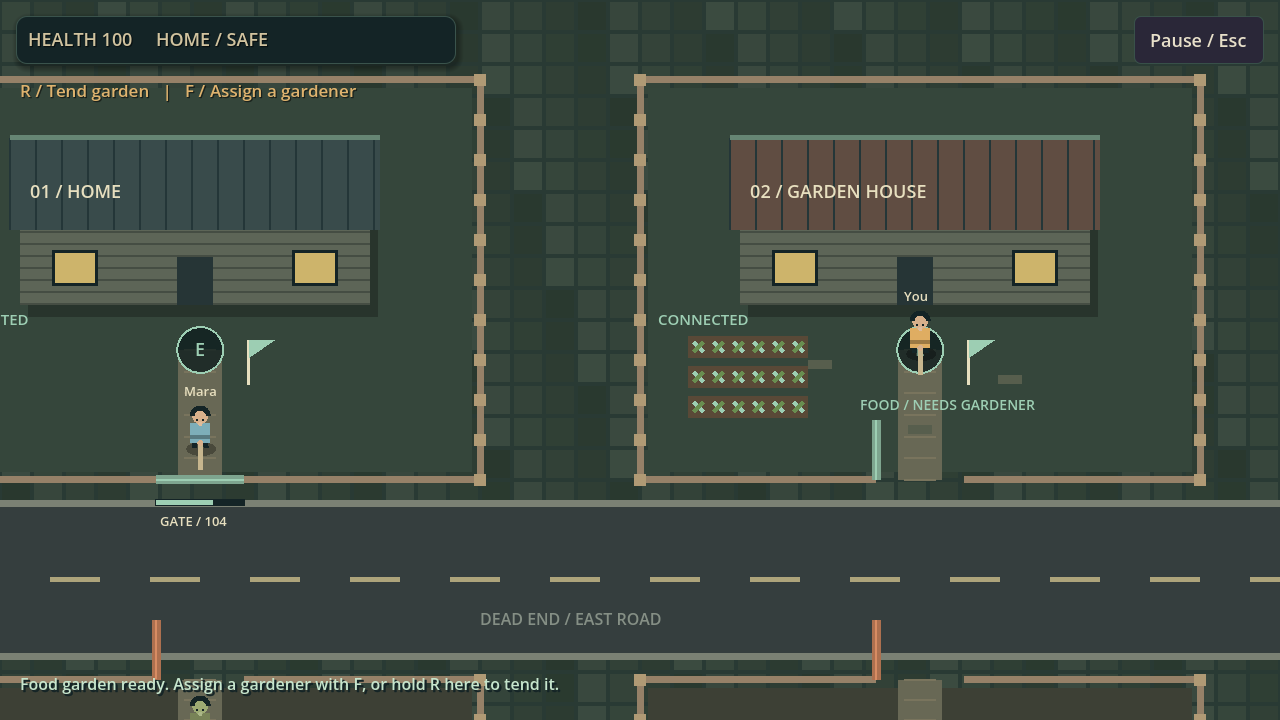 HEALTH 100 HOME / SAFE
Pause / Esc
R / Tend garden | F / Assign a gardener
01 / HOME
02 / GARDEN HOUSE
You
TED
CONNECTED
E
Mara
FOOD / NEEDS GARDENER
GATE / 104
DEAD END / EAST ROAD
Food garden ready. Assign a gardener with F, or hold R here to tend it.